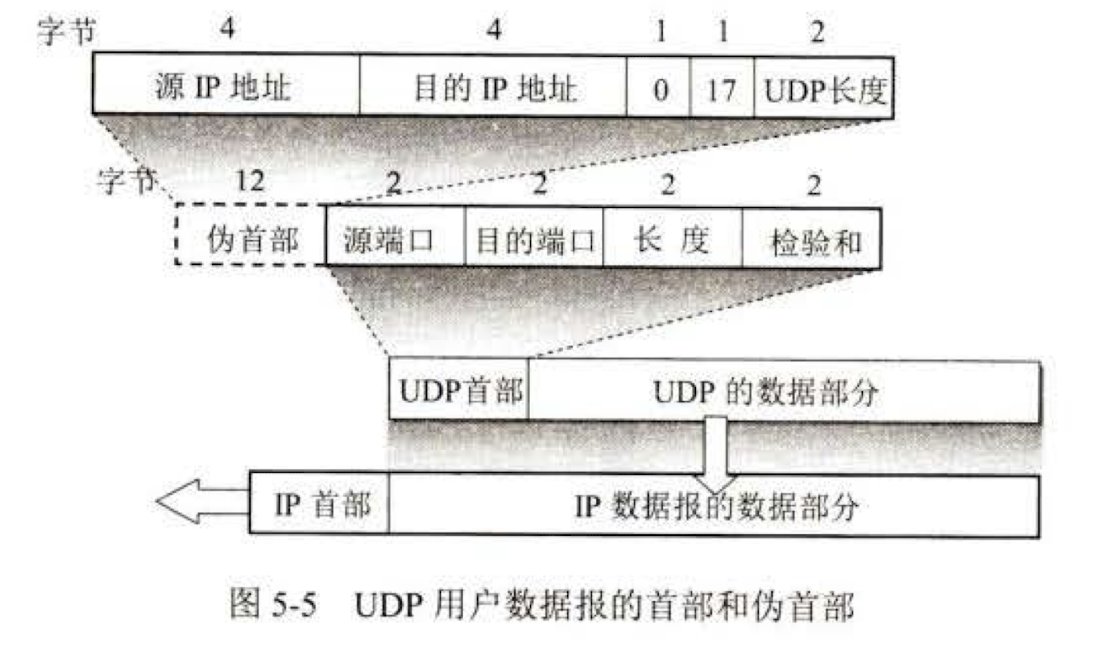 字节 4 4 1 1 2
源 IP 地址 目的 IP 地址 0 17 UDP长度
字节 12 2 2 2 2
伪首部 源端口 目的端口 长 度 检验和
UDP首部 UDP 的数据部分
IP 首部 IP 数据报的数据部分
图 5-5 UDP 用户数据报的首部和伪首部